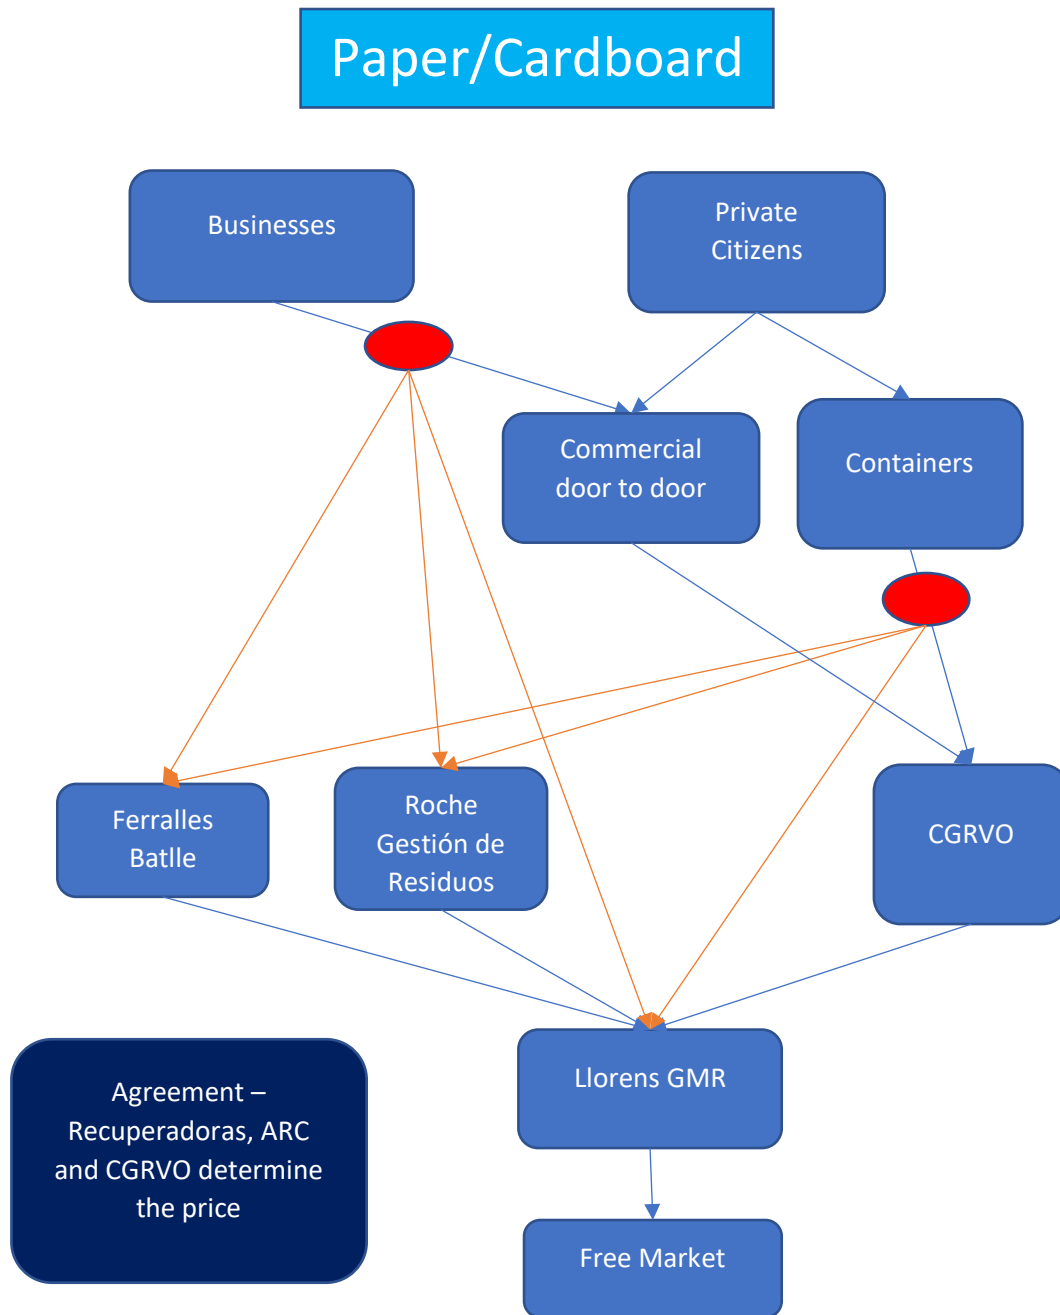 Paper/Cardboard
Businesses
Private
Citizens
Commercial
door to door
Containers
Ferralles
Batlle
Roche
Gestión de
Residuos
CGRVO
Llorens GMR
Agreement –
Recuperadoras, ARC
and CGRVO determine
the price
Free Market